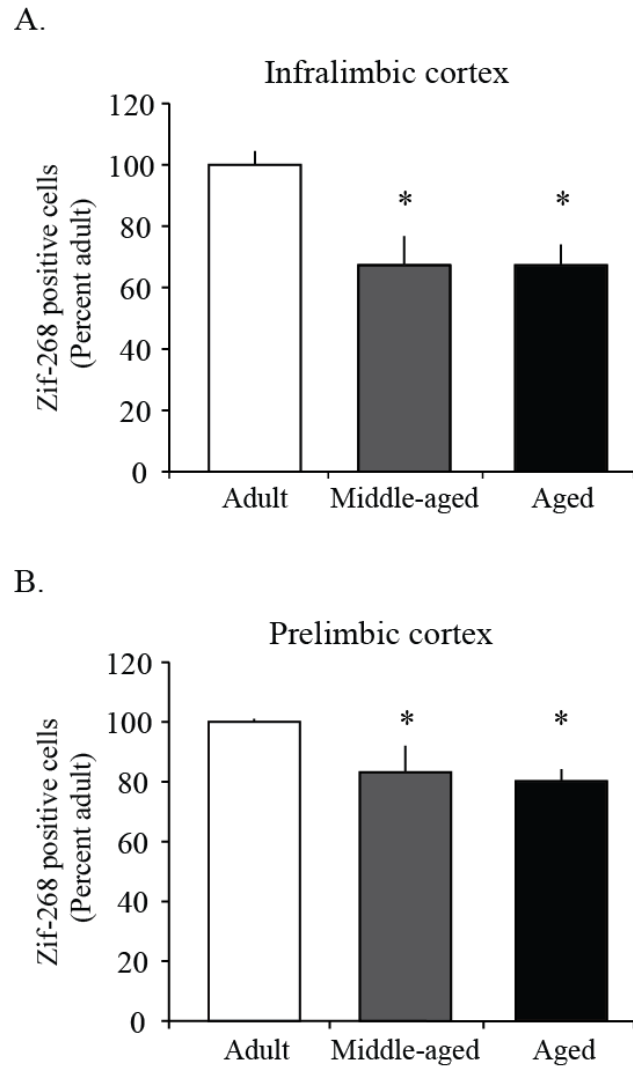 A.
Infralimbic cortex
Zif-268 positive cells
(Percent adult)
120
100
80
60
40
20
0
*
*
Adult
Middle-aged
Aged
B.
Prelimbic cortex
Zif-268 positive cells
(Percent adult)
120
100
80
60
40
20
0
*
*
Adult
Middle-aged
Aged